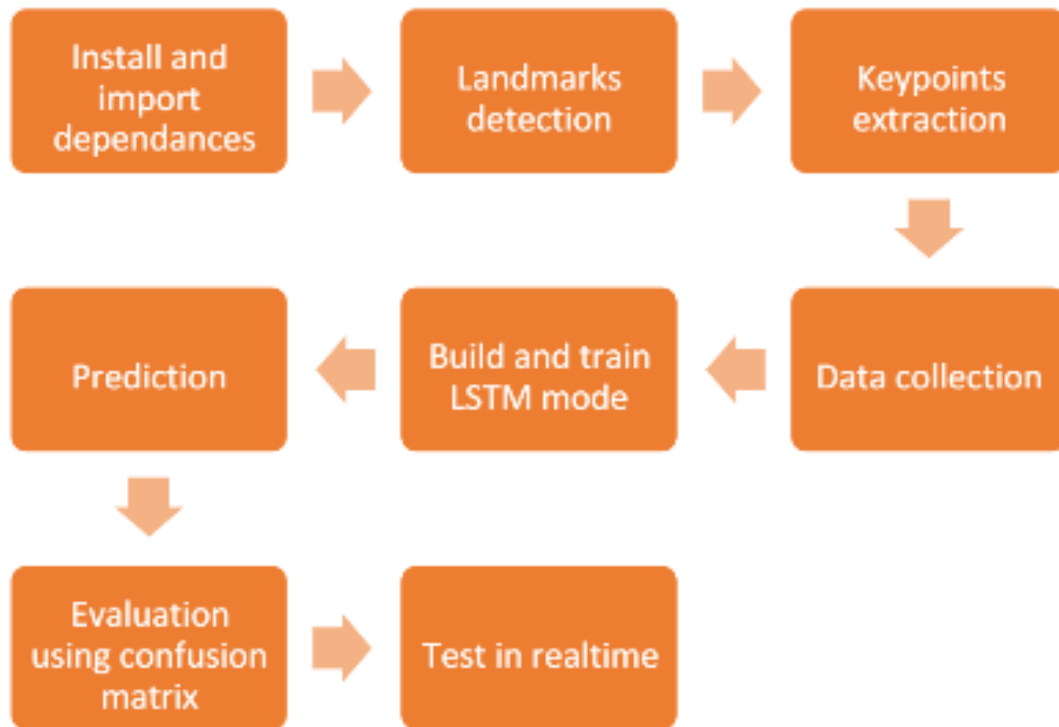 Install and
import
dependances
Landmarks
detection
Keypoints
extraction
Data collection
Build and train
LSTM mode
Prediction
Evaluation
using confusion
matrix
Test in realtime